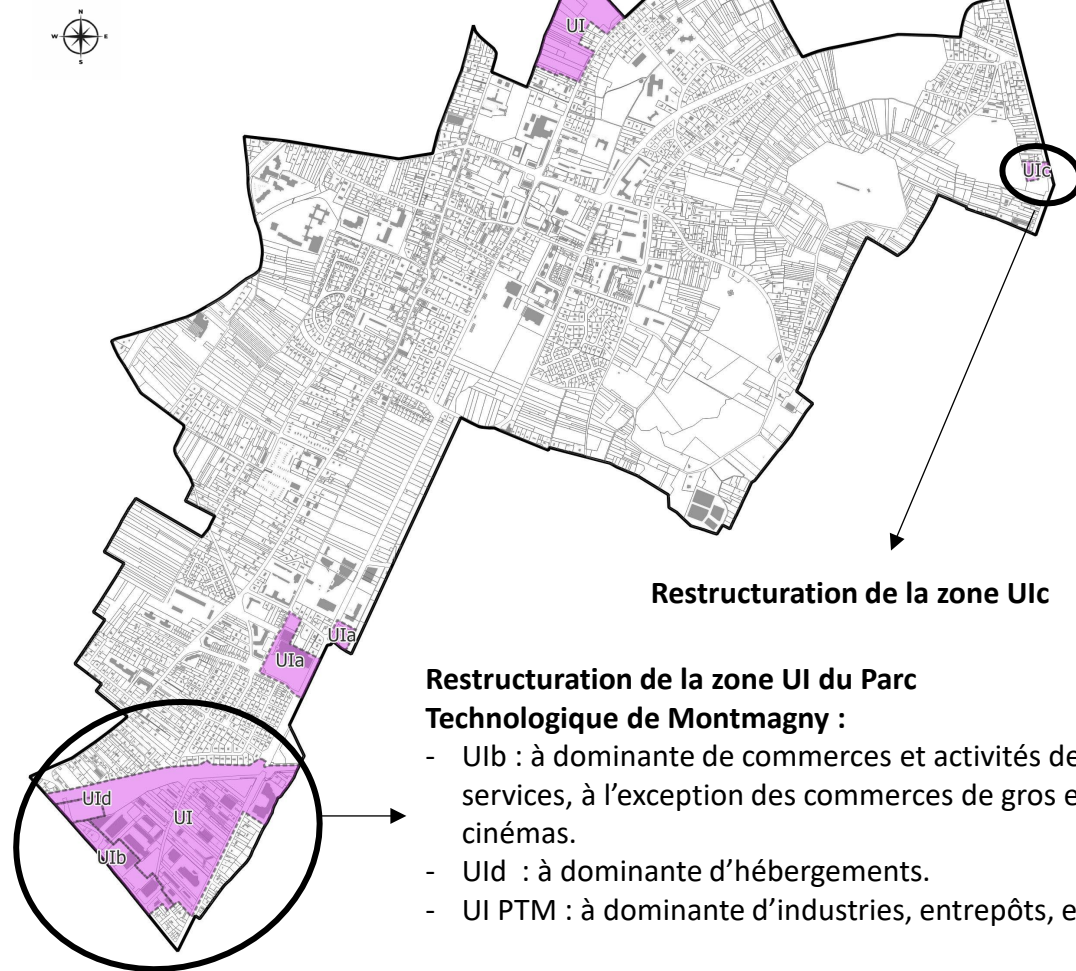 N
W E
S
UI
UIc
Restructuration de la zone UIc
UIa
UIa
Restructuration de la zone UI du Parc
Technologique de Montmagny :
- UIb : à dominante de commerces et activités de
services, à l’exception des commerces de gros e
cinémas.
- UId : à dominante d’hébergements.
- UI PTM : à dominante d’industries, entrepôts, e
UId
UI
UIb